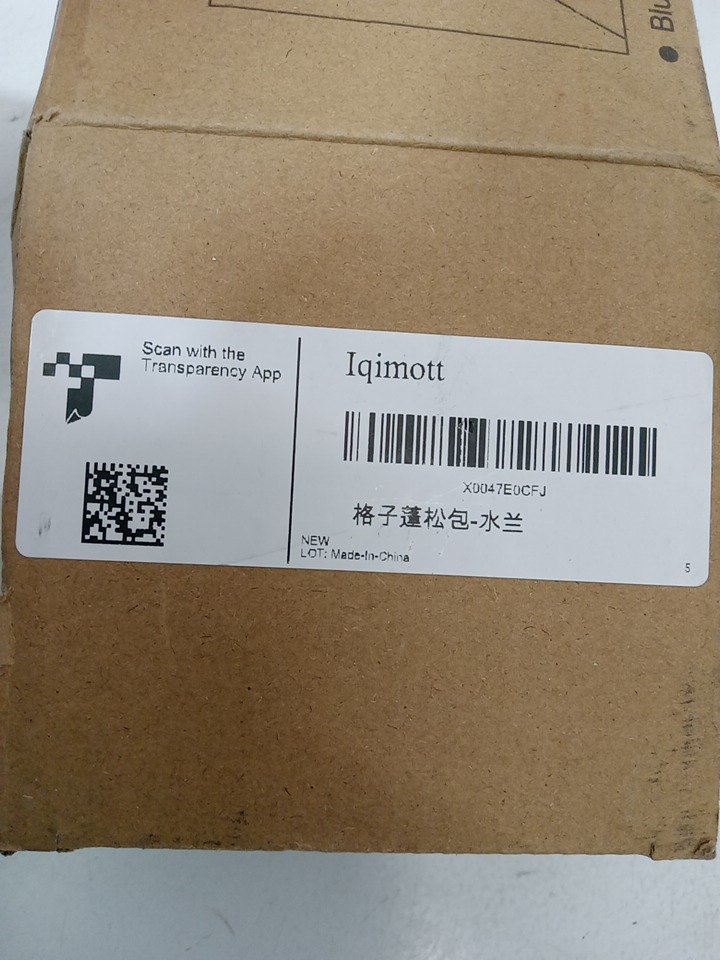 Blu
Scan with the
Transparency App
Iqimott
X0047E0CFJ
格子蓬松包-水兰
NEW
LOT: Made-In-China
5